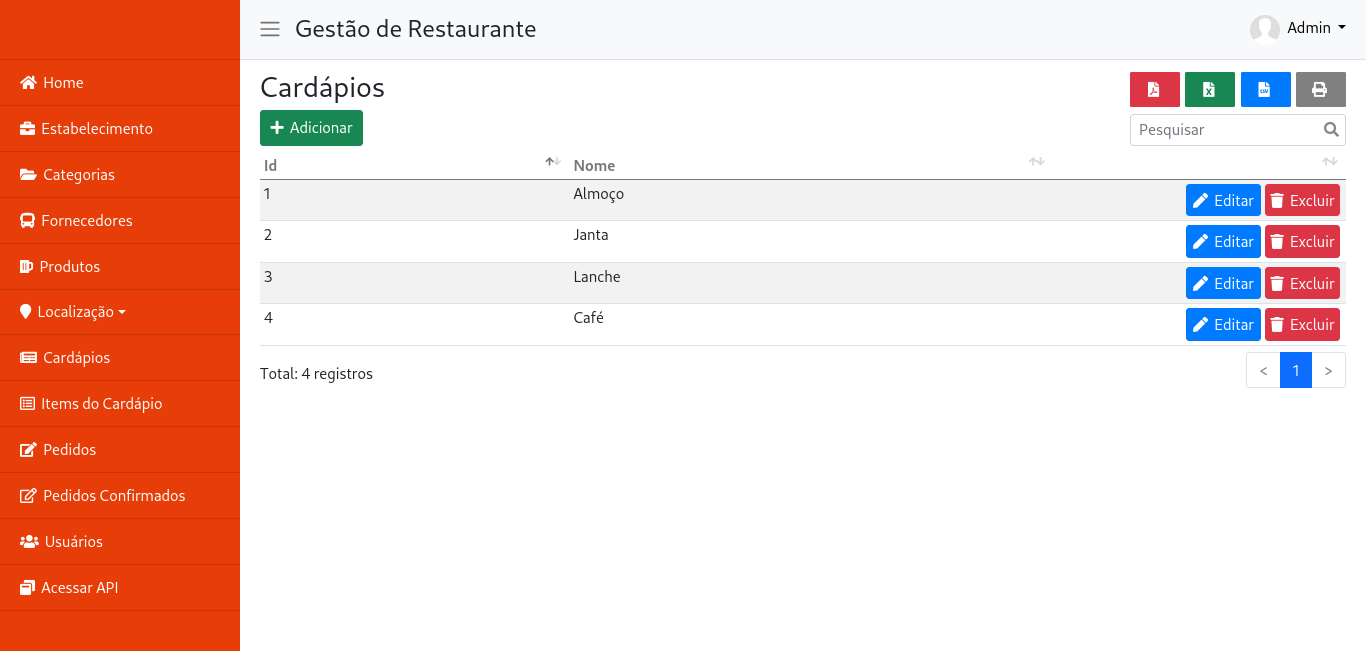 Gestão de Restaurante
Admin
Home
Estabelecimento
Categorias
Fornecedores
Produtos
Localização
Cardápios
Items do Cardápio
Pedidos
Pedidos Confirmados
Usuários
Acessar API
Cardápios
Adicionar
Pesquisar
Id Nome
1 Almoço Editar Excluir
2 Janta Editar Excluir
3 Lanche Editar Excluir
4 Café Editar Excluir
Total: 4 registros
< 1 >